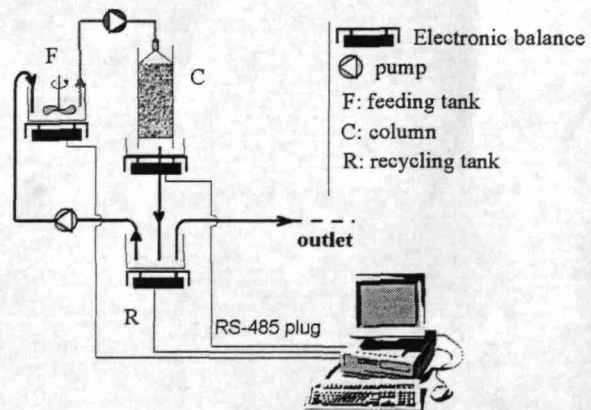 F
C
Electronic balance
pump
F: feeding tank
C: column
R: recycling tank
outlet
R
RS-485 plug